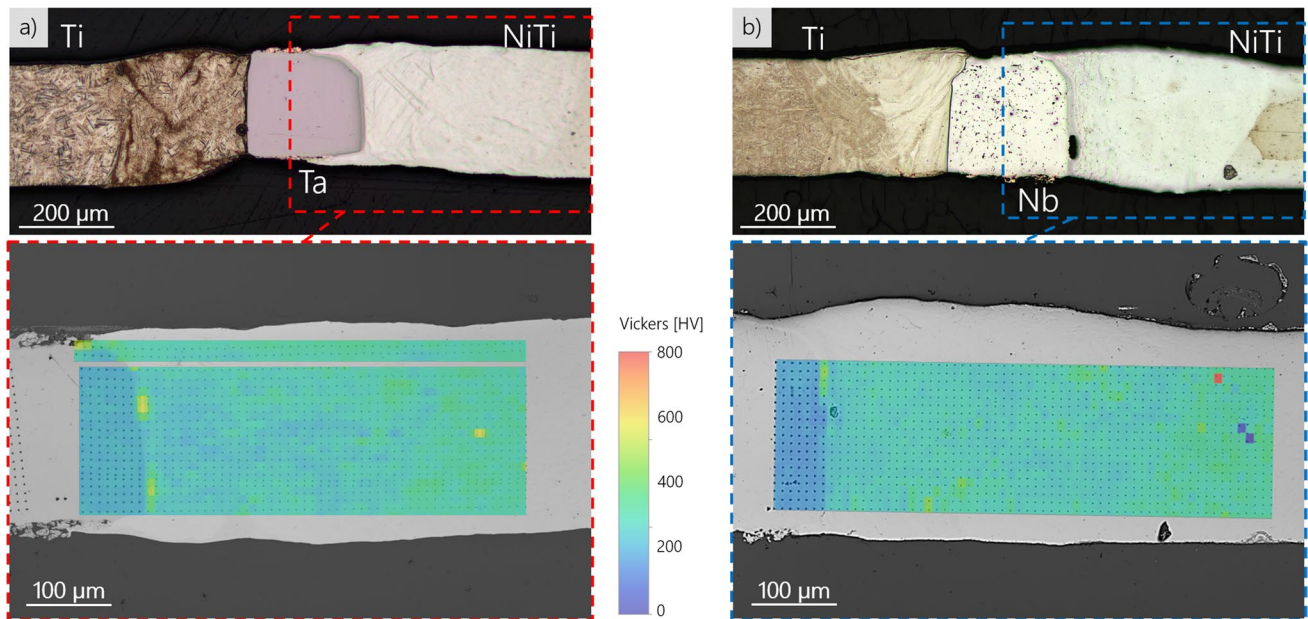 a)
Ti
NiTi
Ta
200 µm
b)
Ti
NiTi
Nb
200 µm
100 µm
Vickers [HV]
800
600
400
200
0
100 µm